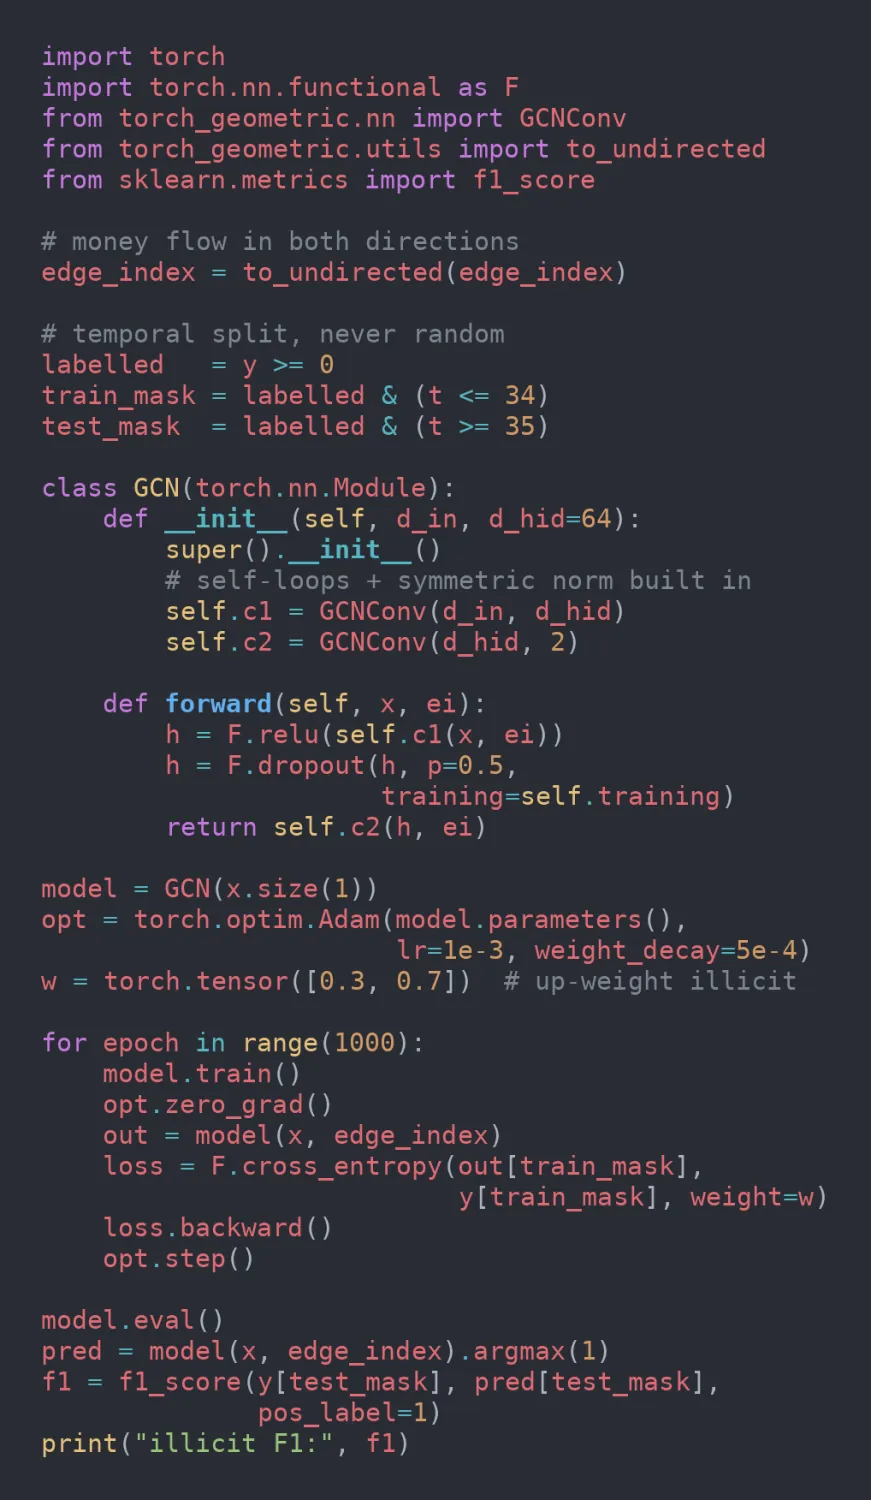 import torch
import torch.nn.functional as F
from torch_geometric.nn import GCNConv
from torch_geometric.utils import to_undirected
from sklearn.metrics import f1_score

# money flow in both directions
edge_index = to_undirected(edge_index)

# temporal split, never random
labelled   = y >= 0
train_mask = labelled & (t <= 34)
test_mask  = labelled & (t >= 35)

class GCN(torch.nn.Module):
    def __init__(self, d_in, d_hid=64):
        super().__init__()
        # self-loops + symmetric norm built in
        self.c1 = GCNConv(d_in, d_hid)
        self.c2 = GCNConv(d_hid, 2)

    def forward(self, x, ei):
        h = F.relu(self.c1(x, ei))
        h = F.dropout(h, p=0.5,
                      training=self.training)
        return self.c2(h, ei)

model = GCN(x.size(1))
opt = torch.optim.Adam(model.parameters(),
                       lr=1e-3, weight_decay=5e-4)
w = torch.tensor([0.3, 0.7])  # up-weight illicit

for epoch in range(1000):
    model.train()
    opt.zero_grad()
    out = model(x, edge_index)
    loss = F.cross_entropy(out[train_mask],
                           y[train_mask], weight=w)
    loss.backward()
    opt.step()

model.eval()
pred = model(x, edge_index).argmax(1)
f1 = f1_score(y[test_mask], pred[test_mask],
              pos_label=1)
print("illicit F1:", f1)